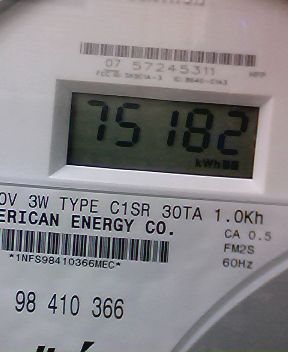 07 57245311
75182
kWh
0V 3W TYPE C1SR 30TA 1.0Kh
ERICAN ENERGY CO.
CA 0.5
FM2S
*1NFS98410366MEC*
60Hz
98 410 366